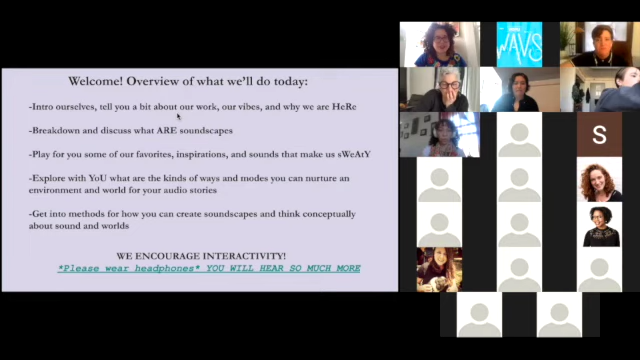 Welcome! Overview of what we'll do today:
-Intro ourselves, tell you a bit about our work, our vibes, and why we are HeRe
-Breakdown and discuss what ARE soundscapes
-Play for you some of our favorites, inspirations, and sounds that make us sWeAtY
-Explore with YoU what are the kinds of ways and modes you can nurture an
environment and world for your audio stories
-Get into methods for how you can create soundscapes and think conceptually
about sound and worlds
WE ENCOURAGE INTERACTIVITY!
*Please wear headphones* YOU WILL HEAR SO MUCH MORE
WAVS
S